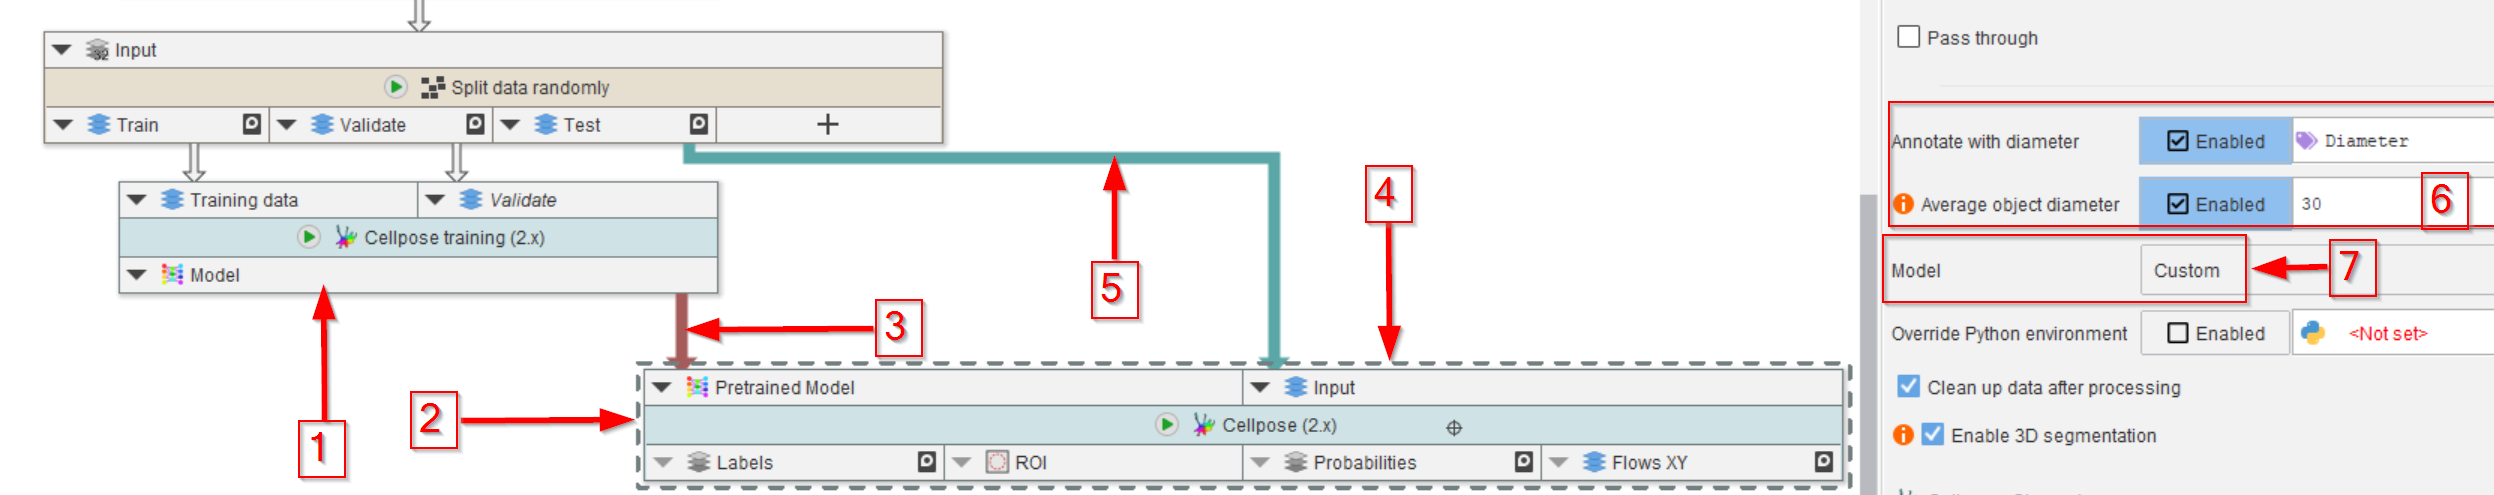 Input
Split data randomly
Train
Validate
Test
Training data
Validate
Cellpose training (2.x)
Model
1
2
3
4
5
Pretrained Model
Input
Cellpose (2.x)
Labels
ROI
Probabilities
Flows XY
Pass through
Annotate with diameter
Enabled
Diameter
Average object diameter
Enabled
30
6
Model
Custom
7
Override Python environment
Enabled
<Not set>
Clean up data after processing
Enable 3D segmentation